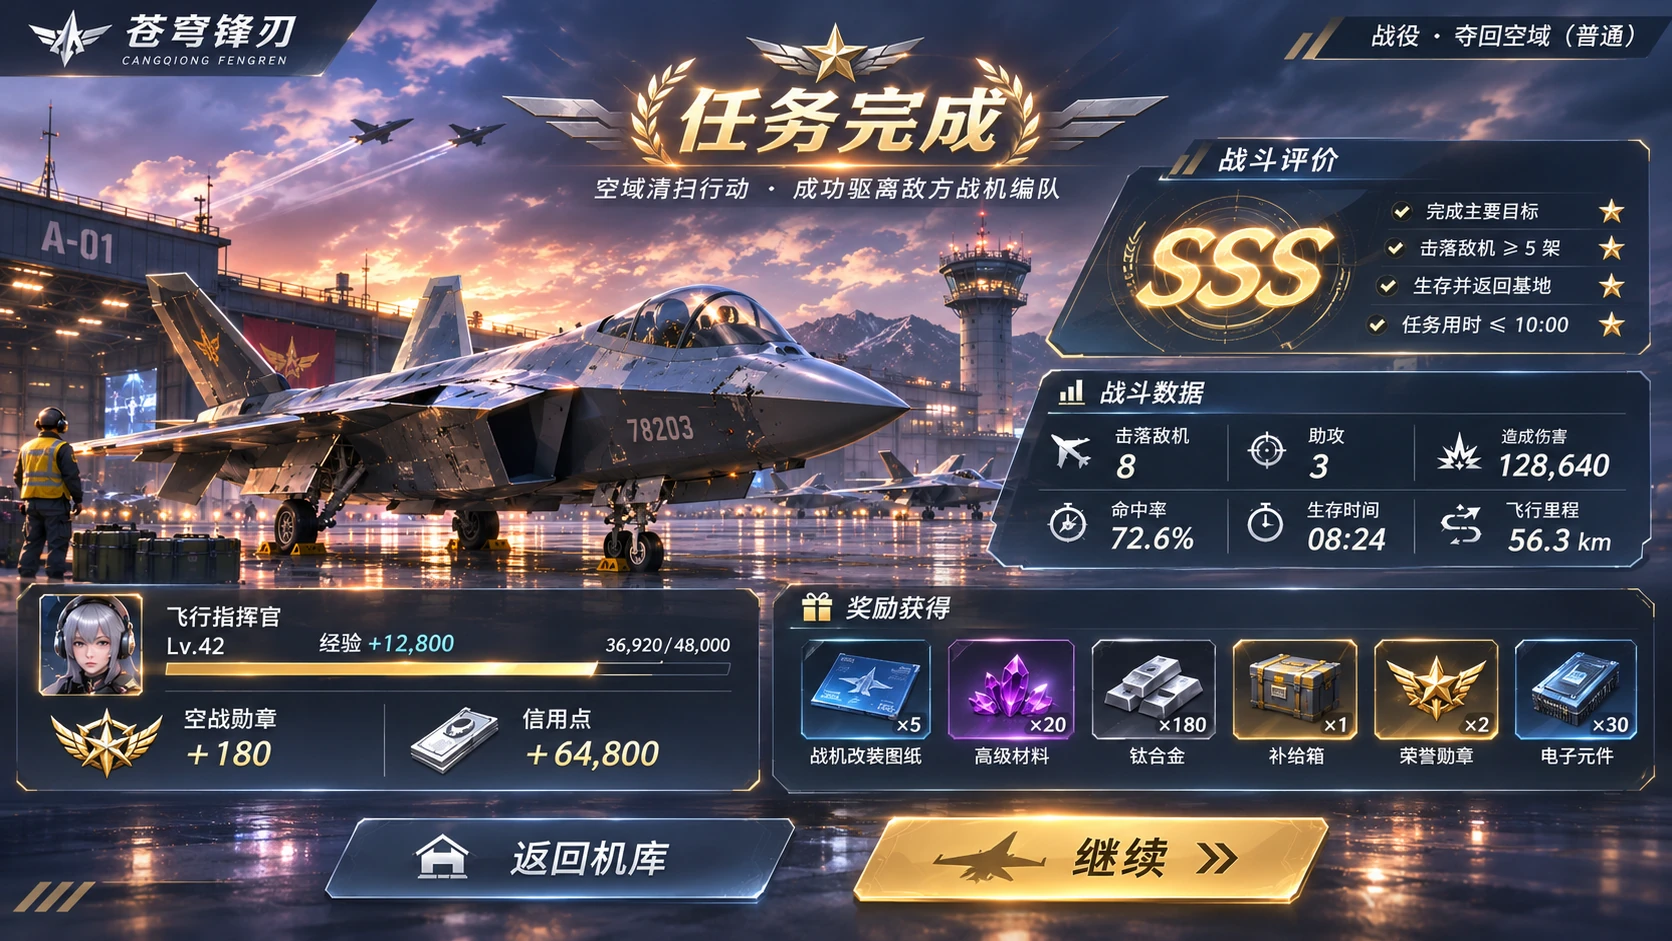 苍穹锋刃
CANGQIONG FENGREN
战役 · 夺回空域（普通）
任务完成
空域清扫行动 · 成功驱离敌方战机编队
A-01
78203
战斗评价
SSS
完成主要目标
击落敌机 ≥ 5 架
生存并返回基地
任务用时 ≤ 10:00
战斗数据
击落敌机
8
助攻
3
造成伤害
128,640
命中率
72.6%
生存时间
08:24
飞行里程
56.3 km
飞行指挥官
Lv.42
经验 +12,800
36,920/48,000
空战勋章
+180
信用点
+64,800
奖励获得
×5
战机改装图纸
×20
高级材料
×180
钛合金
×1
补给箱
×2
荣誉勋章
×30
电子元件
返回机库
继续